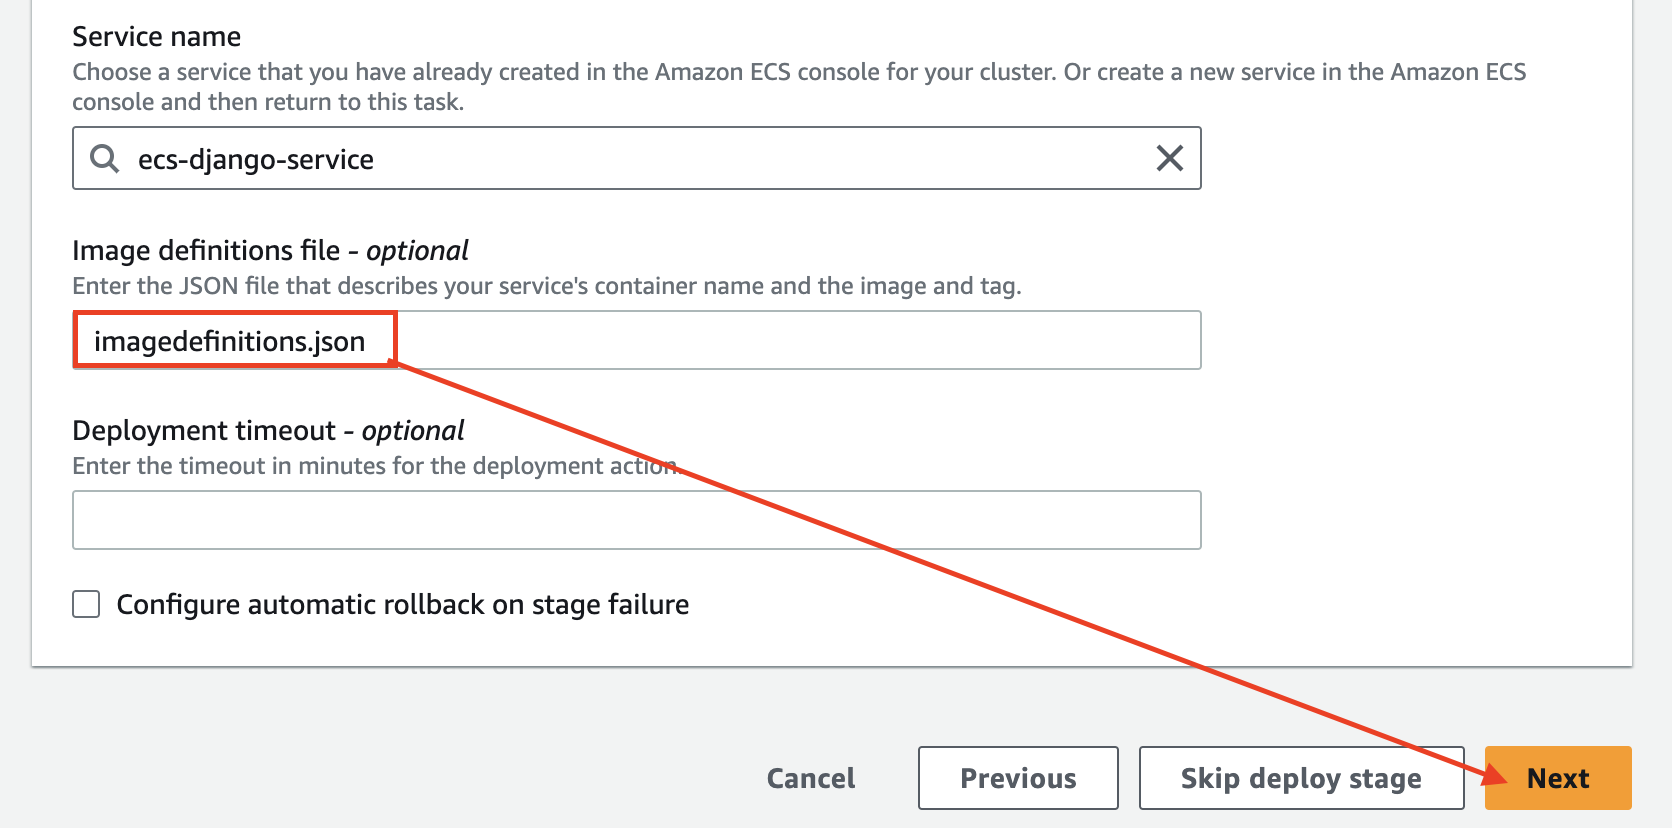 Service name
Choose a service that you have already created in the Amazon ECS console for your cluster. Or create a new service in the Amazon ECS
console and then return to this task.
ecs-django-service
Image definitions file - optional
Enter the JSON file that describes your service's container name and the image and tag.
imagedefinitions.json
Deployment timeout - optional
Enter the timeout in minutes for the deployment action.
Configure automatic rollback on stage failure
Cancel
Previous
Skip deploy stage
Next